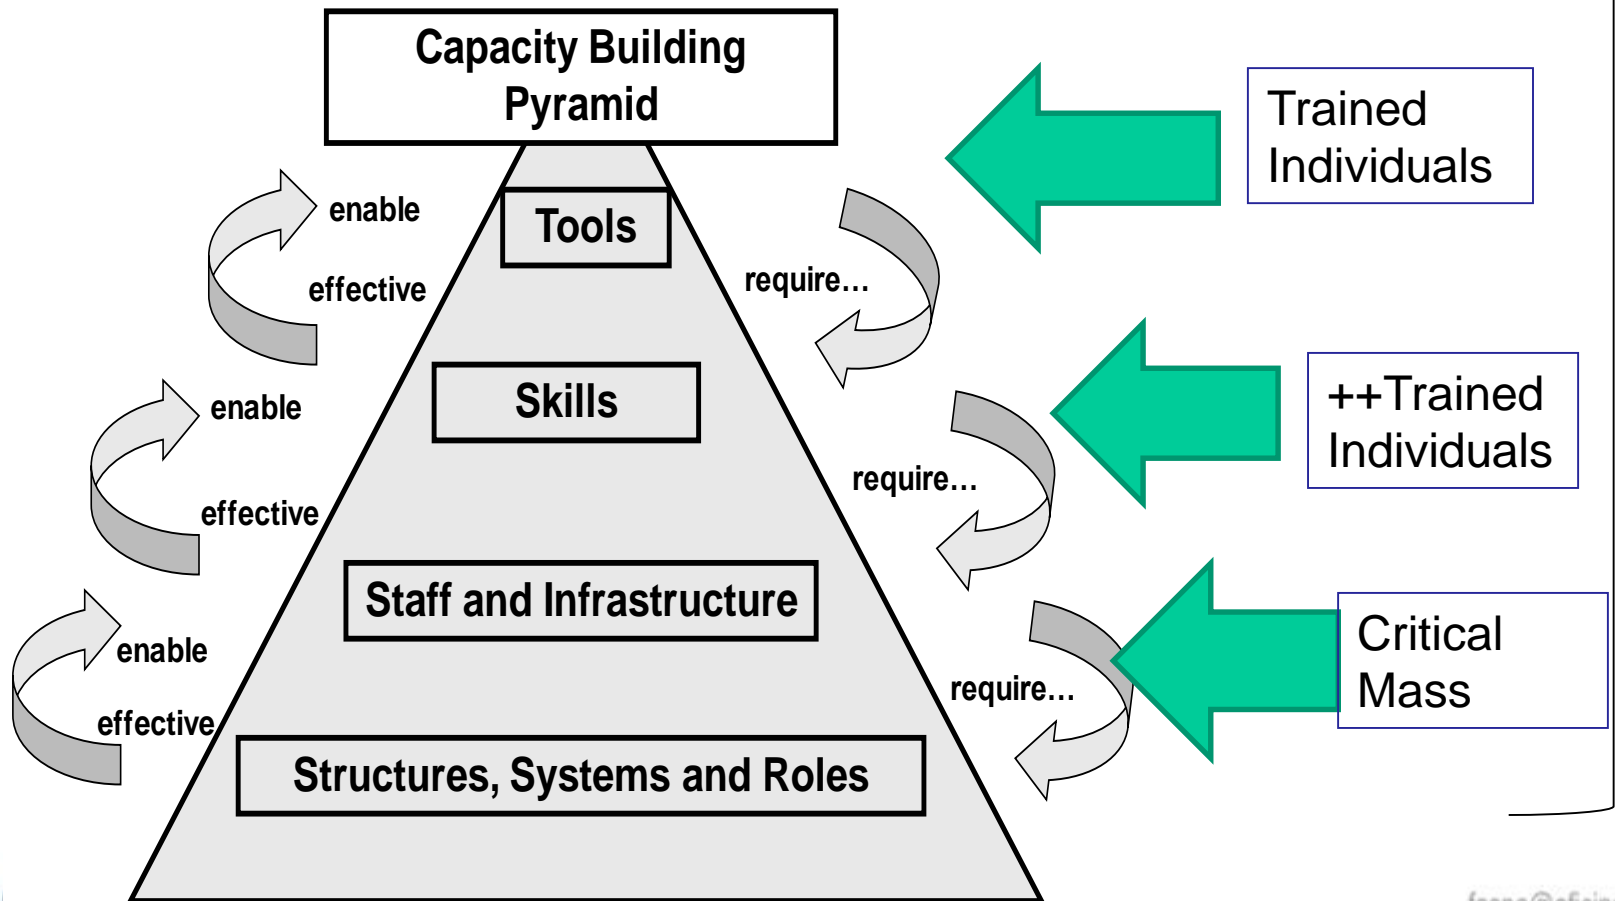 Capacity Building
Pyramid
Trained
Individuals
enable
Tools
effective
require...
++Trained
Individuals
enable
Skills
effective
require...
Staff and Infrastructure
Critical
Mass
enable
require...
effective
Structures, Systems and Roles